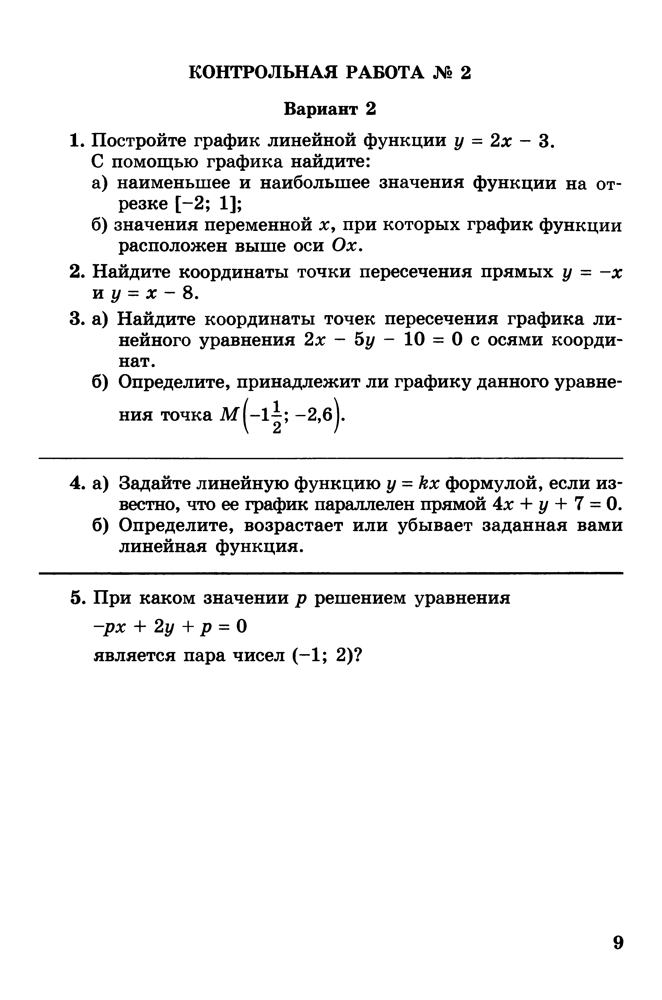 КОНТРОЛЬНАЯ РАБОТА № 2
Вариант 2
1. Постройте график линейной функции y = 2x − 3.
С помощью графика найдите:
а) наименьшее и наибольшее значения функции на от-
резке [−2; 1];
б) значения переменной x, при которых график функции
расположен выше оси Ox.
2. Найдите координаты точки пересечения прямых y = −x
и y = x − 8.
3. а) Найдите координаты точек пересечения графика ли-
нейного уравнения 2x − 5y − 10 = 0 с осями коорди-
нат.
б) Определите, принадлежит ли графику данного уравне-
ния точка M(−1 1/2; −2,6).
4. а) Задайте линейную функцию y = kx формулой, если из-
вестно, что ее график параллелен прямой 4x + y + 7 = 0.
б) Определите, возрастает или убывает заданная вами
линейная функция.
5. При каком значении p решением уравнения
−px + 2y + p = 0
является пара чисел (−1; 2)?
9